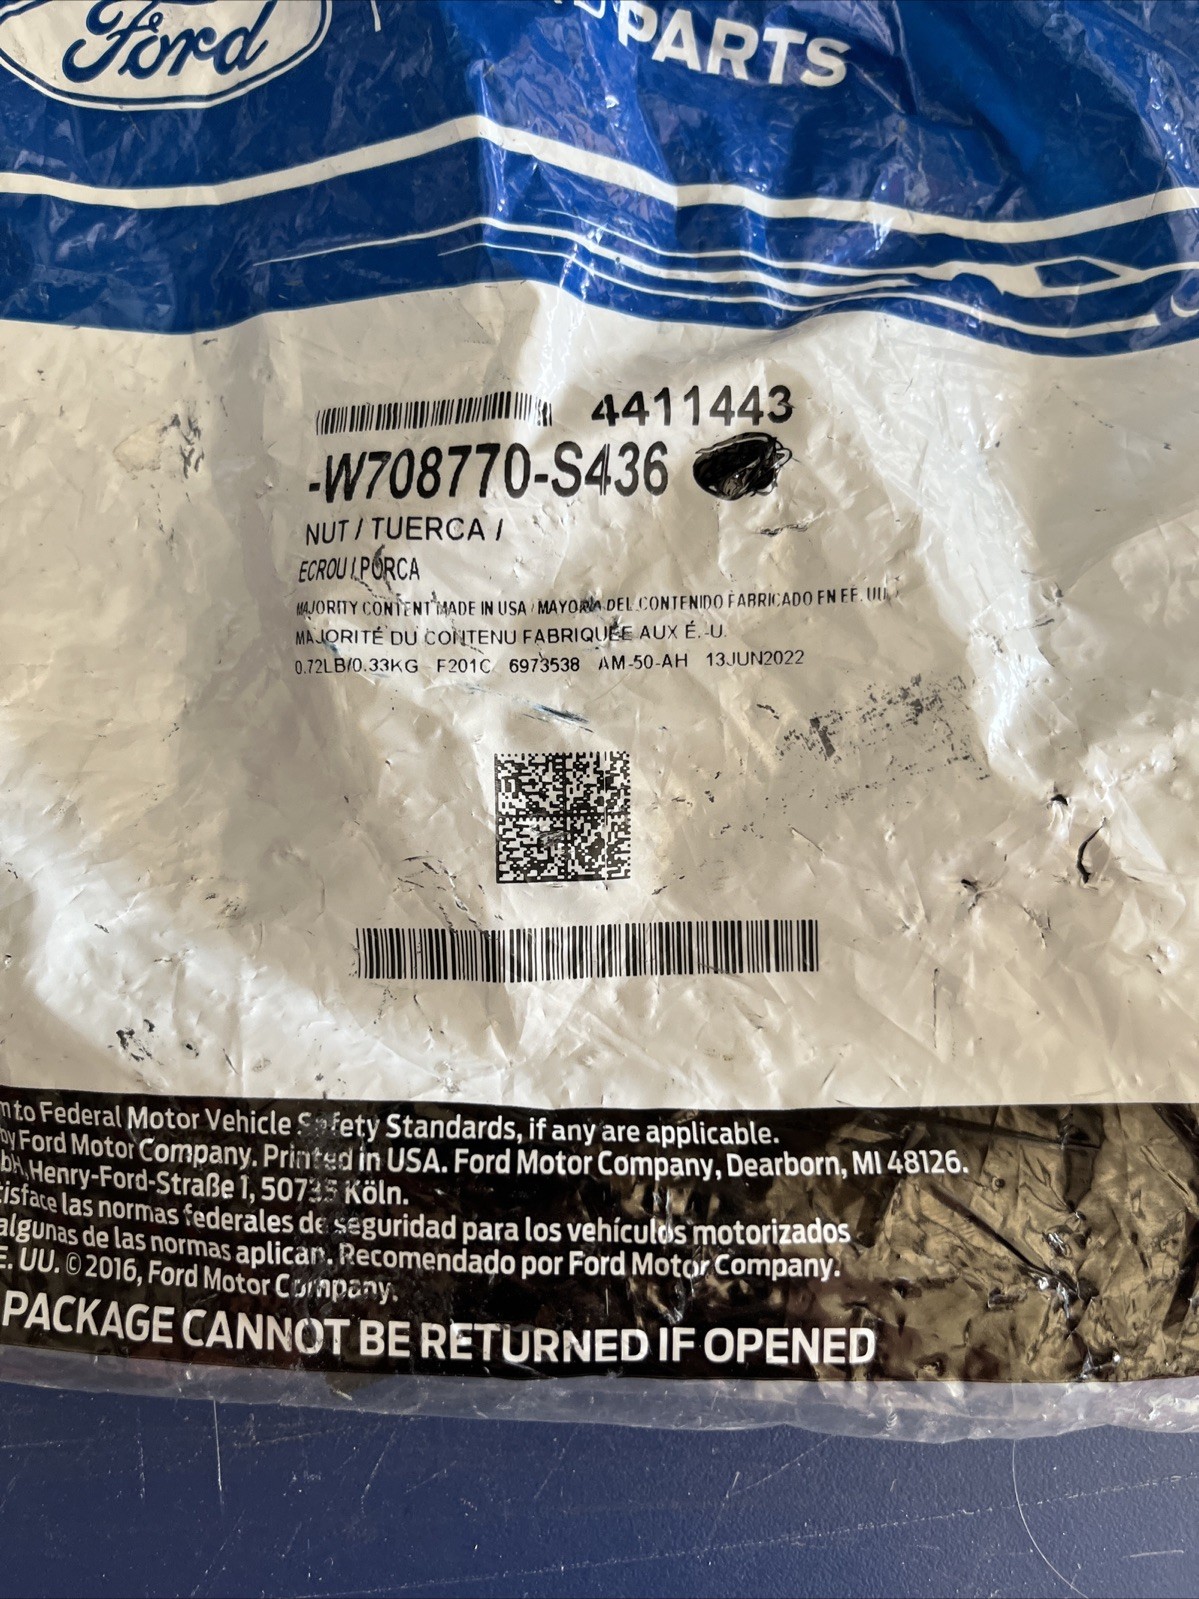 Ford
PARTS
4411443
-W708770-S436
NUT / TUERCA /
ECROU / PORCA
MAJORITY CONTENT MADE IN USA / MAYORIA DEL CONTENIDO FABRICADO EN EE. UU.
MAJORITÉ DU CONTENU FABRIQUÉE AUX É.-U.
0.72LB/0.33KG F201C 6973538 AM-50-AH 13JUN2022
to Federal Motor Vehicle Safety Standards, if any are applicable.
by Ford Motor Company. Printed in USA. Ford Motor Company, Dearborn, MI 48126.
Henry-Ford-Straße 1, 50735 Köln.
las normas federales de seguridad para los vehículos motorizados
algunas de las normas aplican. Recomendado por Ford Motor Company.
E. UU. © 2016, Ford Motor Company.
PACKAGE CANNOT BE RETURNED IF OPENED